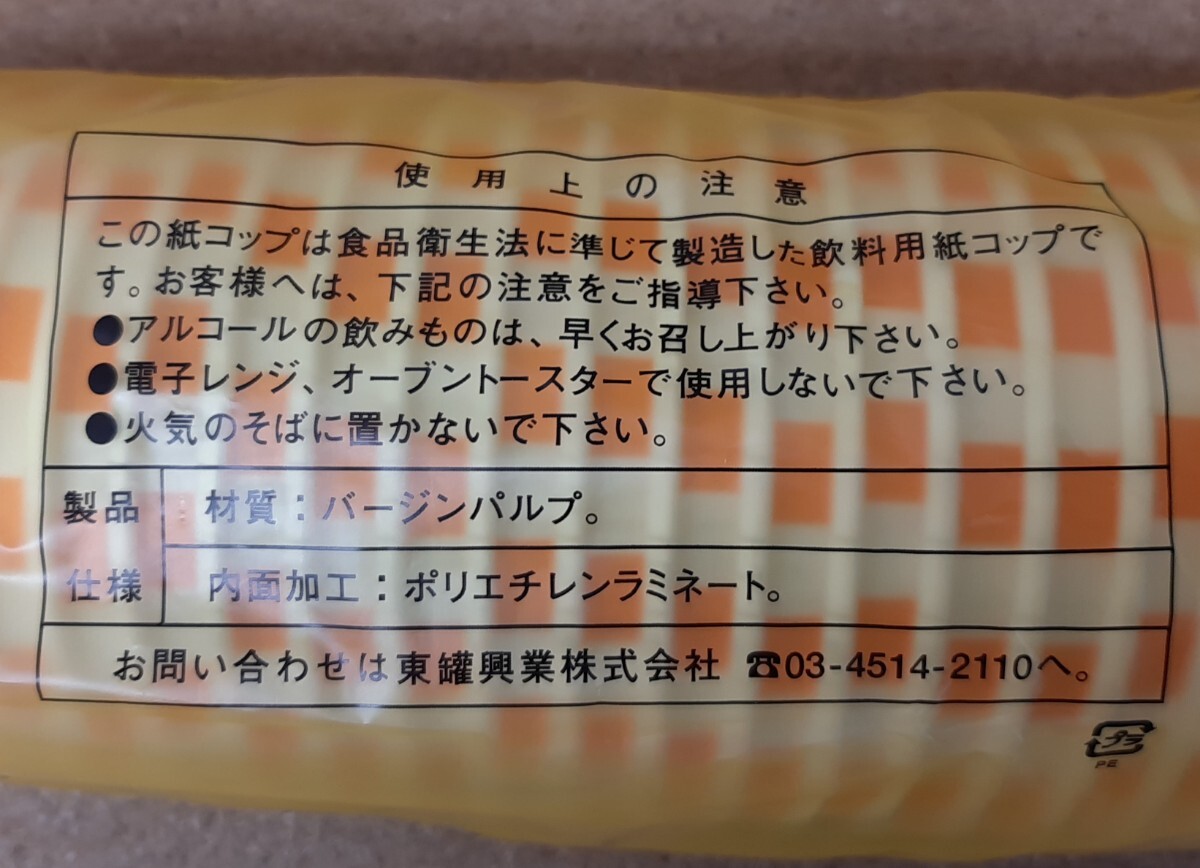 使用上の注意
この紙コップは食品衛生法に準じて製造した飲料用紙コップで
す。お客様へは、下記の注意をご指導下さい。
●アルコールの飲みものは、早くお召し上がり下さい。
●電子レンジ、オーブントースターで使用しないで下さい。
●火気のそばに置かないで下さい。
製品 材質：バージンパルプ。
仕様 内面加工：ポリエチレンラミネート。
お問い合わせは東罐興業株式会社 ☎03-4514-2110へ。
プラ
PE